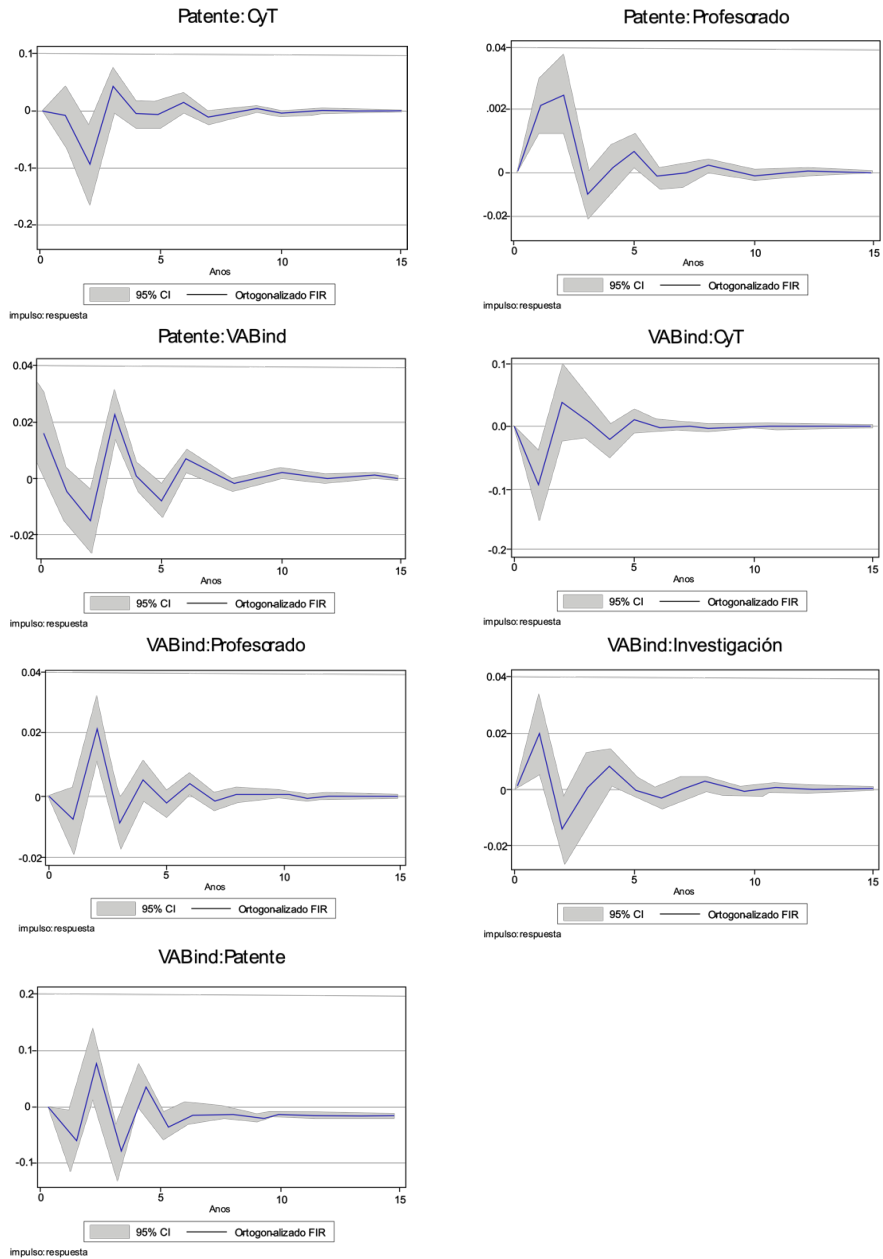 Patente: CyT
0.1
0
-0.1
-0.2
0 5 10 15
Anos
95% CI Ortogonalizado FIR
impulso: respuesta
Patente: Profesorado
0.04
0.002
0
-0.02
0 5 10 15
Anos
95% CI Ortogonalizado FIR
impulso: respuesta
Patente: VABind
0.04
0.02
0
-0.02
0 5 10 15
Anos
95% CI Ortogonalizado FIR
impulso: respuesta
VABind:CyT
0.1
0.0
-0.1
-0.2
0 5 10 15
Anos
95% CI Ortogonalizado FIR
impulso: respuesta
VABind:Profesorado
0.04
0.02
0
-0.02
0 5 10 15
Anos
95% CI Ortogonalizado FIR
impulso: respuesta
VABind:Investigación
0.04
0.02
0
-0.02
0 5 10 15
Anos
95% CI Ortogonalizado FIR
impulso: respuesta
VABind:Patente
0.2
0.1
0
-0.1
0 5 10 15
Anos
95% CI Ortogonalizado FIR
impulso: respuesta